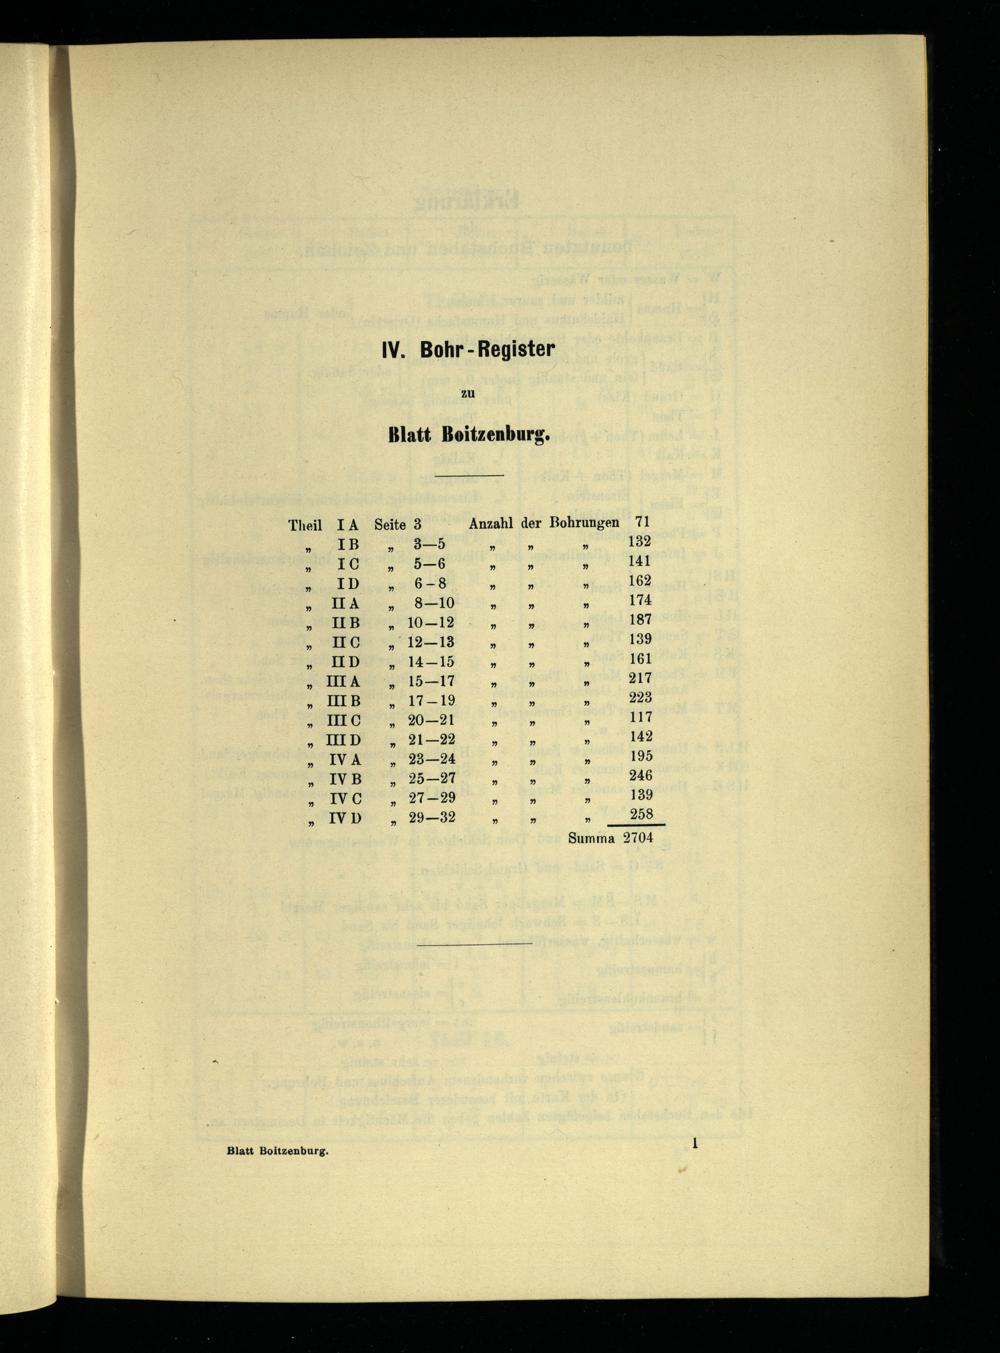 IV. Bohr-Register
zu
Blatt Boitzenburg.
Theil I A Seite 3 Anzahl der Bohrungen 71
„ I B „ 3—5 „ „ „ 132
„ I C „ 5—6 „ „ „ 141
„ I D „ 6-8 „ „ „ 162
„ II A „ 8—10 „ „ „ 174
„ II B „ 10—12 „ „ „ 187
„ II C „ 12—13 „ „ „ 139
„ II D „ 14—15 „ „ „ 161
„ III A „ 15—17 „ „ „ 217
„ III B „ 17-19 „ „ „ 223
„ III C „ 20—21 „ „ „ 117
„ III D „ 21—22 „ „ „ 142
„ IV A „ 23—24 „ „ „ 195
„ IV B „ 25—27 „ „ „ 246
„ IV C „ 27—29 „ „ „ 139
„ IV D „ 29—32 „ „ „ 258
Summa 2704
Blatt Boitzenburg. 1